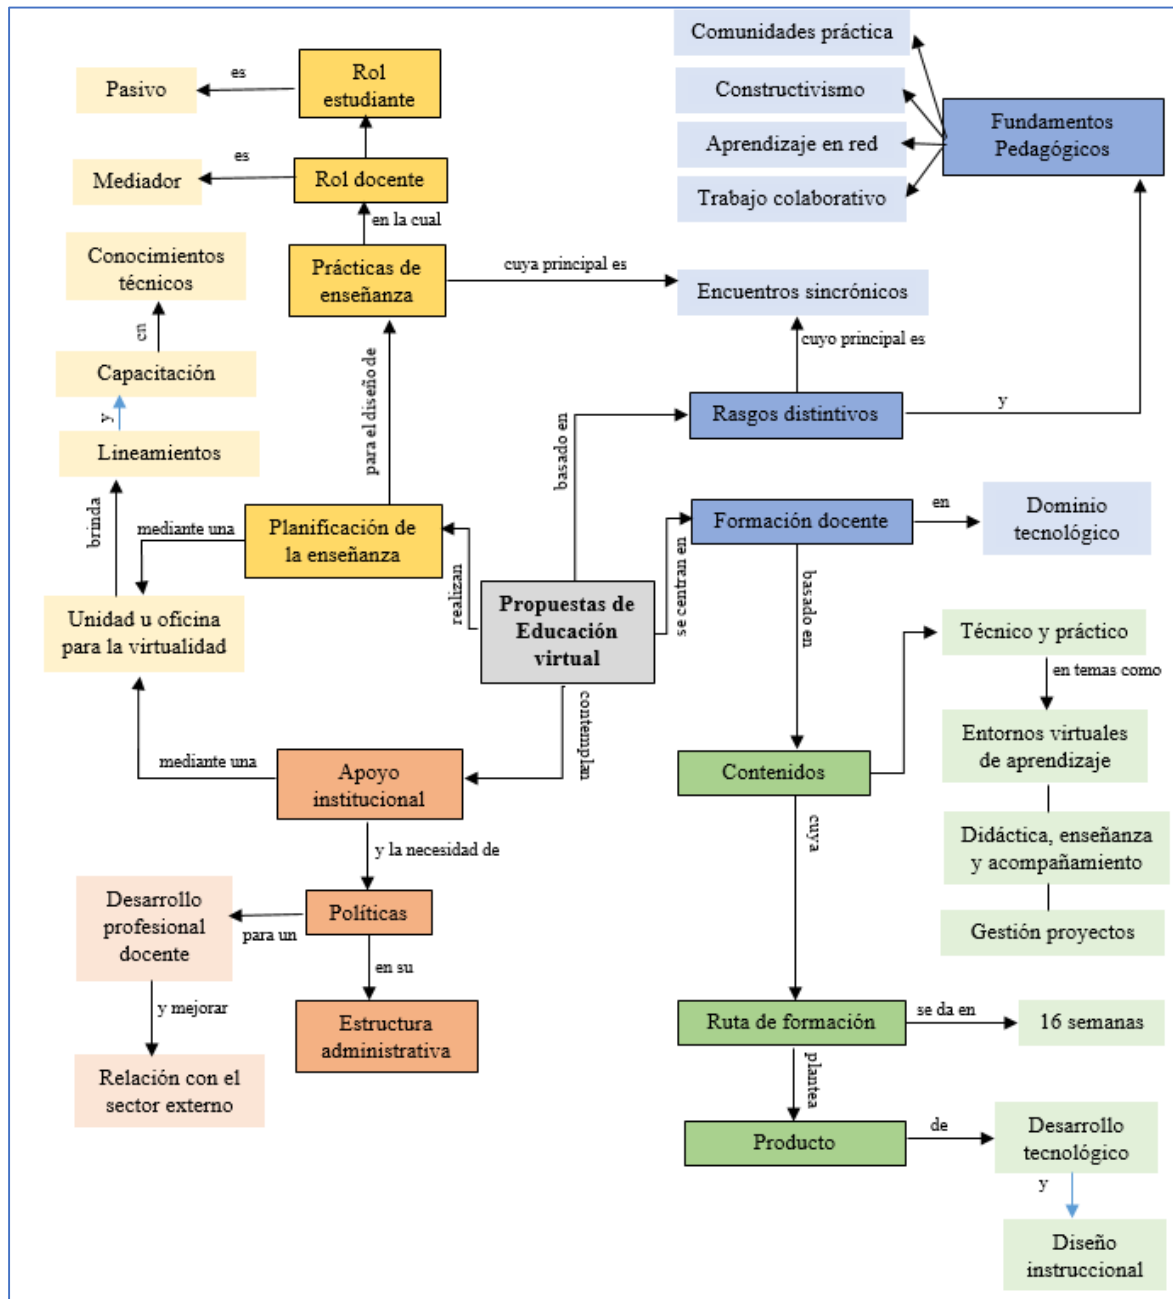 Comunidades práctica
Constructivismo
Aprendizaje en red
Trabajo colaborativo
Fundamentos
Pedagógicos
Rol
estudiante
es
Pasivo
Rol docente
es
Mediador
en la cual
Prácticas de
enseñanza
cuya principal es
Encuentros sincrónicos
cuyo principal es
Rasgos distintivos
y
basado en
Conocimientos
técnicos
en
Capacitación
y
Lineamientos
brinda
para el diseño de
Planificación de
la enseñanza
mediante una
Unidad u oficina
para la virtualidad
realizan
Propuestas de
Educación
virtual
se centran en
Formación docente
en
Dominio
tecnológico
basado en
Técnico y práctico
en temas como
Entornos virtuales
de aprendizaje
Didáctica, enseñanza
y acompañamiento
Gestión proyectos
Contenidos
cuya
contemplan
Apoyo
institucional
mediante una
y la necesidad de
Políticas
para un
Desarrollo
profesional
docente
y mejorar
Relación con el
sector externo
en su
Estructura
administrativa
Ruta de formación
se da en
16 semanas
plantea
Producto
de
Desarrollo
tecnológico
y
Diseño
instruccional